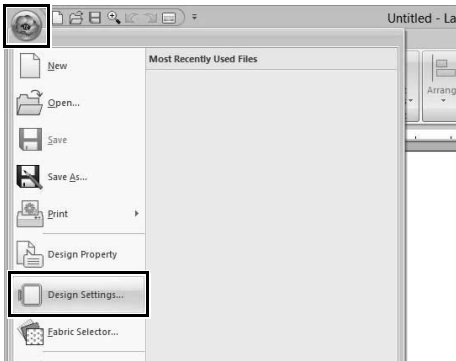 Untitled - La
Most Recently Used Files
New
Open...
Arrang
Save
Save As...
Print
Design Property
Design Settings...
Fabric Selector...